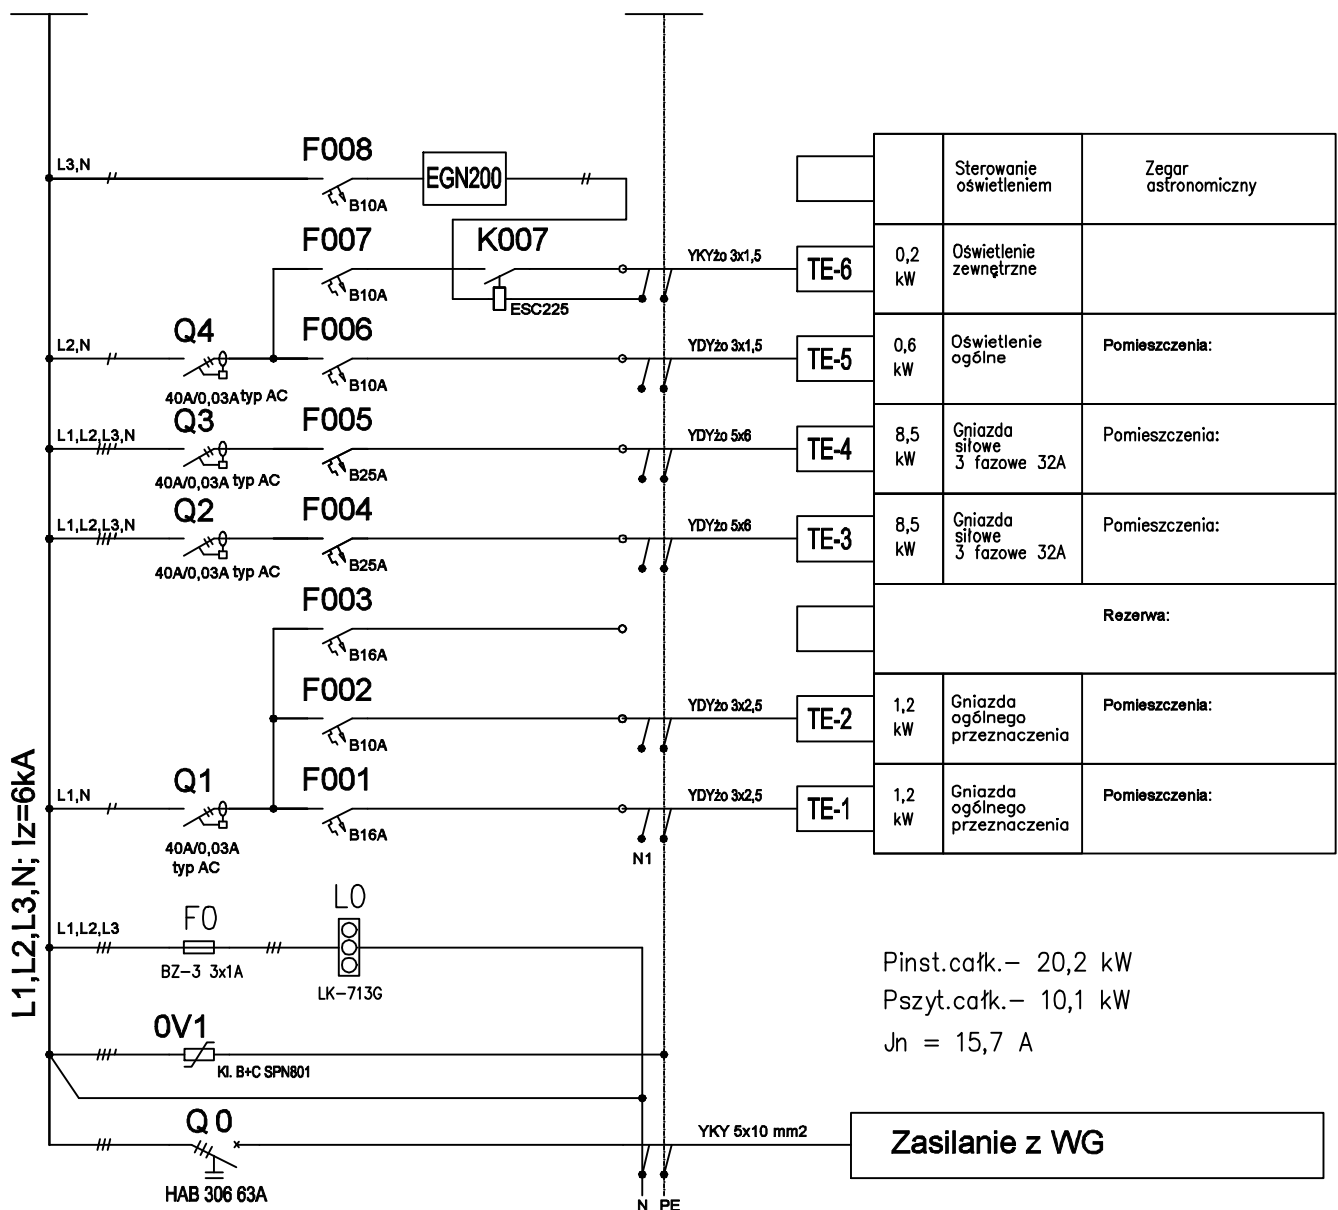 F008
L3,N
EGN200
B10A
Sterowanie
oświetleniem
Zegar
astronomiczny
F007
K007
B10A
ESC225
YKYżo 3x1,5
TE-6
0,2
kW
Oświetlenie
zewnętrzne
Q4
F006
L2,N
40A/0,03A typ AC
B10A
YDYżo 3x1,5
TE-5
0,6
kW
Oświetlenie
ogólne
Pomieszczenia:
Q3
F005
L1,L2,L3,N
40A/0,03A typ AC
B25A
YDYżo 5x6
TE-4
8,5
kW
Gniazda
siłowe
3 fazowe 32A
Pomieszczenia:
Q2
F004
L1,L2,L3,N
40A/0,03A typ AC
B25A
YDYżo 5x6
TE-3
8,5
kW
Gniazda
siłowe
3 fazowe 32A
Pomieszczenia:
F003
B16A
Rezerwa:
F002
B10A
YDYżo 3x2,5
TE-2
1,2
kW
Gniazda
ogólnego
przeznaczenia
Pomieszczenia:
Q1
F001
L1,N
40A/0,03A
typ AC
B16A
N1
YDYżo 3x2,5
TE-1
1,2
kW
Gniazda
ogólnego
przeznaczenia
Pomieszczenia:
L1,L2,L3,N; Iz=6kA
F0
L0
L1,L2,L3
BZ-3 3x1A
LK-713G
Pinst.całk.- 20,2 kW
Pszyt.całk.- 10,1 kW
Jn = 15,7 A
0V1
Kl. B+C SPN801
Q0
HAB 306 63A
YKY 5x10 mm2
Zasilanie z WG
N PE